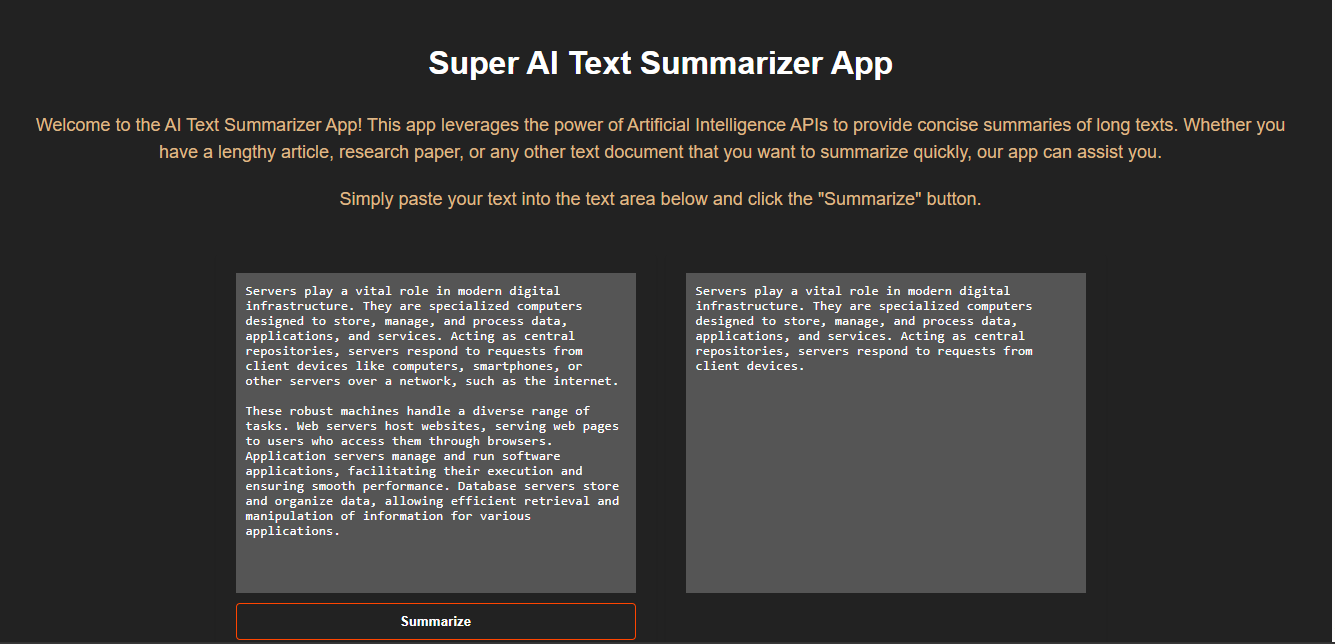 Super AI Text Summarizer App
Welcome to the AI Text Summarizer App! This app leverages the power of Artificial Intelligence APIs to provide concise summaries of long texts. Whether you
have a lengthy article, research paper, or any other text document that you want to summarize quickly, our app can assist you.
Simply paste your text into the text area below and click the "Summarize" button.
Servers play a vital role in modern digital
infrastructure. They are specialized computers
designed to store, manage, and process data,
applications, and services. Acting as central
repositories, servers respond to requests from
client devices like computers, smartphones, or
other servers over a network, such as the internet.
These robust machines handle a diverse range of
tasks. Web servers host websites, serving web pages
to users who access them through browsers.
Application servers manage and run software
applications, facilitating their execution and
ensuring smooth performance. Database servers store
and organize data, allowing efficient retrieval and
manipulation of information for various
applications.
Servers play a vital role in modern digital
infrastructure. They are specialized computers
designed to store, manage, and process data,
applications, and services. Acting as central
repositories, servers respond to requests from
client devices.
Summarize